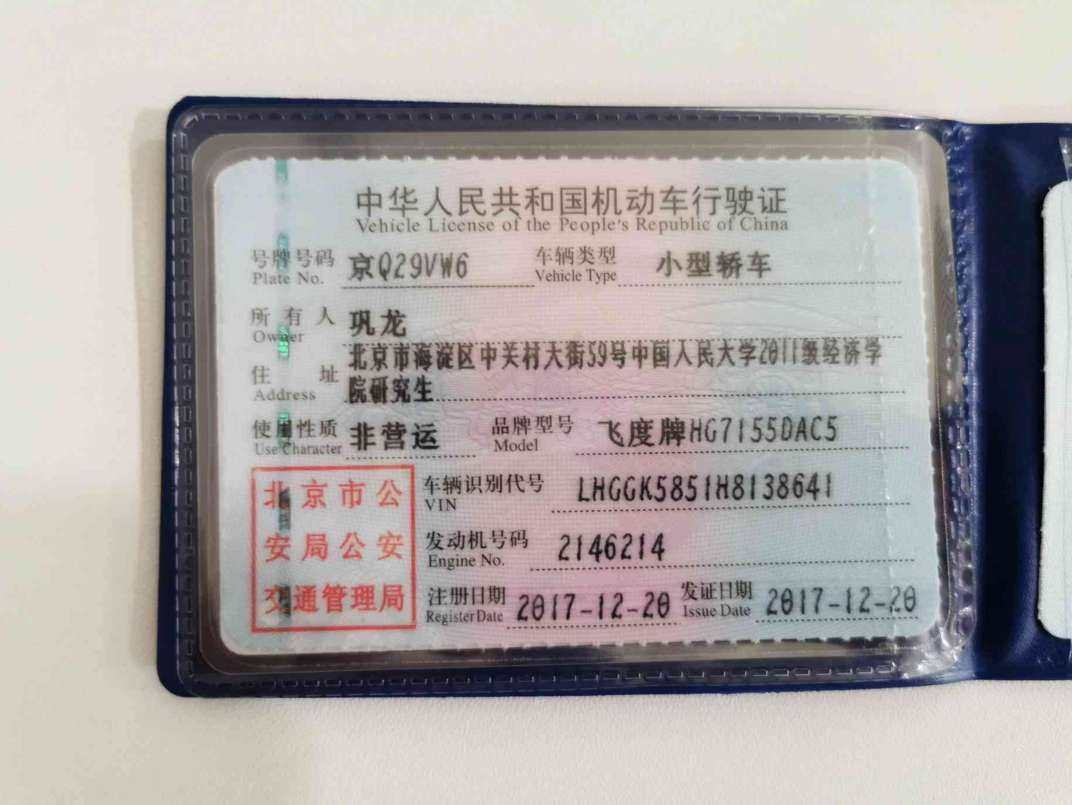 中华人民共和国机动车行驶证
Vehicle License of the People's Republic of China
号牌号码 京Q29VW6 车辆类型 小型轿车
Plate No. Vehicle Type
所有人 巩龙
Owner
住址 北京市海淀区中关村大街59号中国人民大学2011级经济学
Address 院研究生
使用性质 非营运 品牌型号 飞度牌HG7155DAC5
Use Character Model
北京市公
安局公安
交通管理局
车辆识别代号 LHGGK5851H8138641
VIN
发动机号码 2146214
Engine No.
注册日期 2017-12-20 发证日期 2017-12-20
Register Date Issue Date